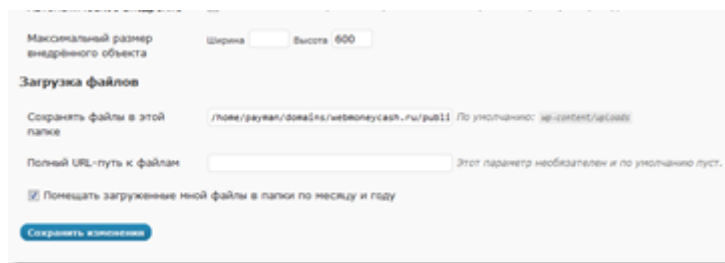 Максимальный размер
внедрённого объекта
Ширина Высота 600
Загрузка файлов
Сохранять файлы в этой
папке
/home/payman/domains/webmoneycash.ru/publi По умолчанию: wp-content/uploads
Полный URL-путь к файлам Этот параметр необязателен и по умолчанию пуст.
Помещать загруженные мной файлы в папки по месяцу и году
Сохранить изменения